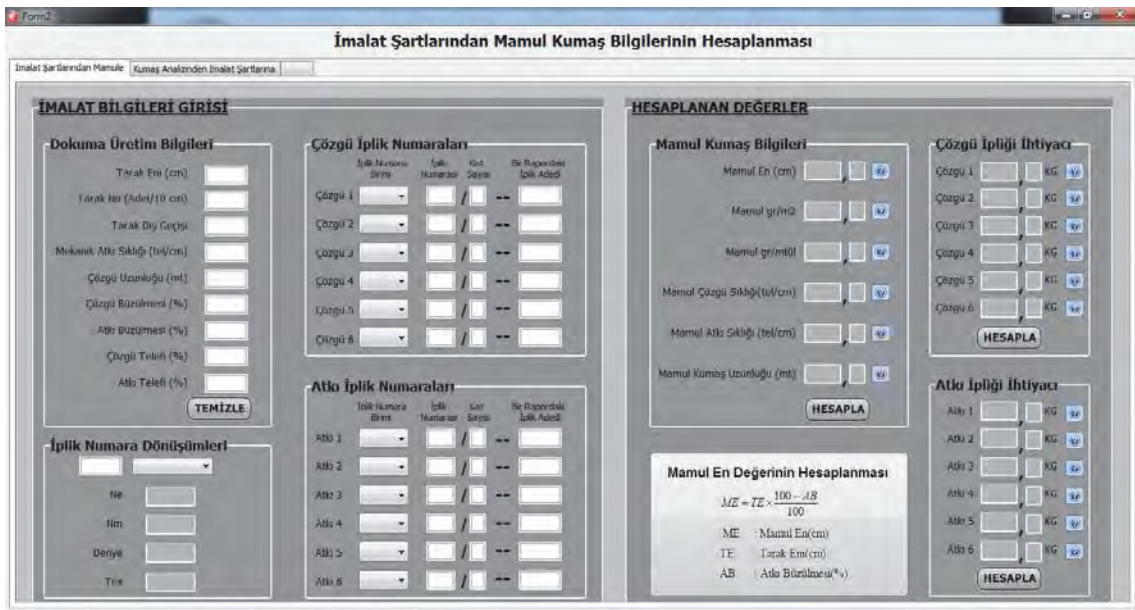 Form2
İmalat Şartlarından Mamul Kumaş Bilgilerinin Hesaplanması
İmalat Şartlarından Mamule Kumaş Analizinden İmalat Şartlarına
İMALAT BİLGİLERİ GİRİŞİ
Dokuma Üretim Bilgileri
Tarak Eni (cm)
Tarak No (Adet/10 cm)
Tarak Diş Geçişi
Mekanik Atkı Sıklığı (tel/cm)
Çözgü Uzunluğu (mt)
Çözgü Büzülmesi (%)
Atkı Büzülmesi (%)
Çözgü Telefi (%)
Atkı Telefi (%)
TEMİZLE
İplik Numara Dönüşümleri
Ne
Nm
Denye
Tex
Çözgü İplik Numaraları
İplik Numara Birimi İplik Numarası Kat Sayısı Bir Rapordaki İplik Adedi
Çözgü 1 / --
Çözgü 2 / --
Çözgü 3 / --
Çözgü 4 / --
Çözgü 5 / --
Çözgü 6 / --
Atkı İplik Numaraları
İplik Numara Birimi İplik Numarası Kat Sayısı Bir Rapordaki İplik Adedi
Atkı 1 / --
Atkı 2 / --
Atkı 3 / --
Atkı 4 / --
Atkı 5 / --
Atkı 6 / --
HESAPLANAN DEĞERLER
Mamul Kumaş Bilgileri
Mamul En (cm) ,
Mamul gr/m2 ,
Mamul gr/mtül ,
Mamul Çözgü Sıklığı(tel/cm) ,
Mamul Atkı Sıklığı (tel/cm) ,
Mamul Kumaş Uzunluğu (mt) ,
HESAPLA
Mamul En Değerinin Hesaplanması
ME = TE × (100 − AB) / 100
ME : Mamul En(cm)
TE : Tarak Eni(cm)
AB : Atkı Büzülmesi(%)
Çözgü İpliği İhtiyacı
Çözgü 1 , KG
Çözgü 2 , KG
Çözgü 3 , KG
Çözgü 4 , KG
Çözgü 5 , KG
Çözgü 6 , KG
HESAPLA
Atkı İpliği İhtiyacı
Atkı 1 , KG
Atkı 2 , KG
Atkı 3 , KG
Atkı 4 , KG
Atkı 5 , KG
Atkı 6 , KG
HESAPLA